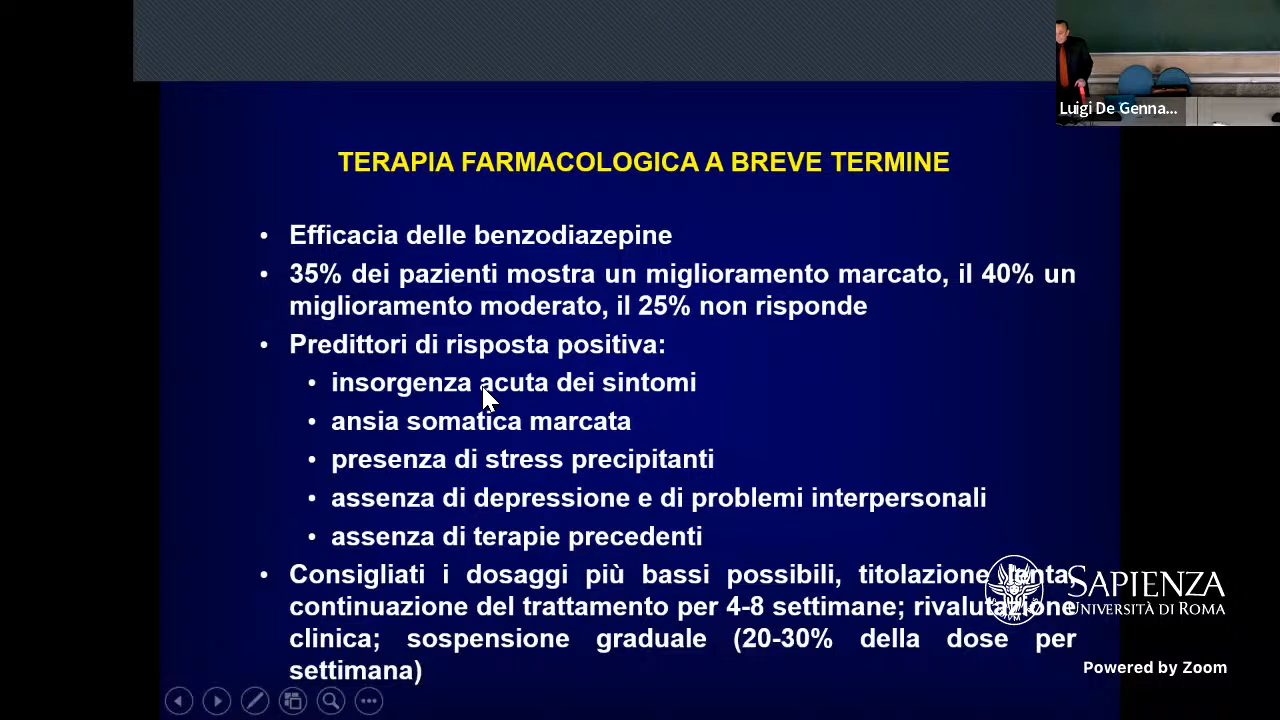 Luigi De Genna...
TERAPIA FARMACOLOGICA A BREVE TERMINE
• Efficacia delle benzodiazepine
• 35% dei pazienti mostra un miglioramento marcato, il 40% un
miglioramento moderato, il 25% non risponde
• Predittori di risposta positiva:
• insorgenza acuta dei sintomi
• ansia somatica marcata
• presenza di stress precipitanti
• assenza di depressione e di problemi interpersonali
• assenza di terapie precedenti
• Consigliati i dosaggi più bassi possibili, titolazione lenta,
continuazione del trattamento per 4-8 settimane; rivalutazione
clinica; sospensione graduale (20-30% della dose per
settimana)
SAPIENZA
UNIVERSITÀ DI ROMA
Powered by Zoom